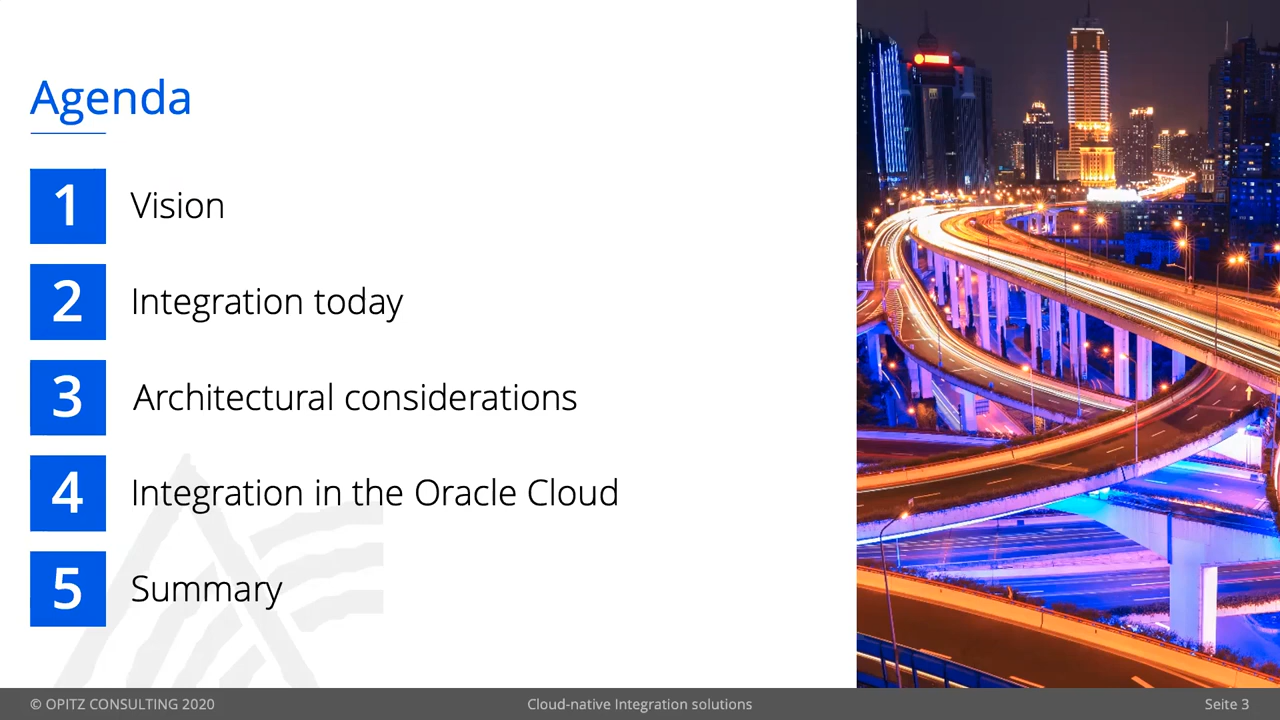 Agenda
1 Vision
2 Integration today
3 Architectural considerations
4 Integration in the Oracle Cloud
5 Summary
© OPITZ CONSULTING 2020 Cloud-native Integration solutions Seite 3